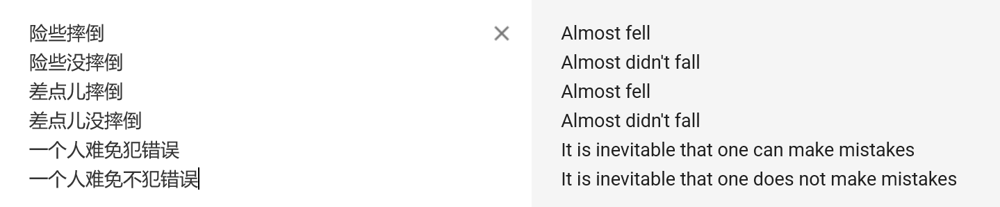 险些摔倒
险些没摔倒
差点儿摔倒
差点儿没摔倒
一个人难免犯错误
一个人难免不犯错误
Almost fell
Almost didn't fall
Almost fell
Almost didn't fall
It is inevitable that one can make mistakes
It is inevitable that one does not make mistakes